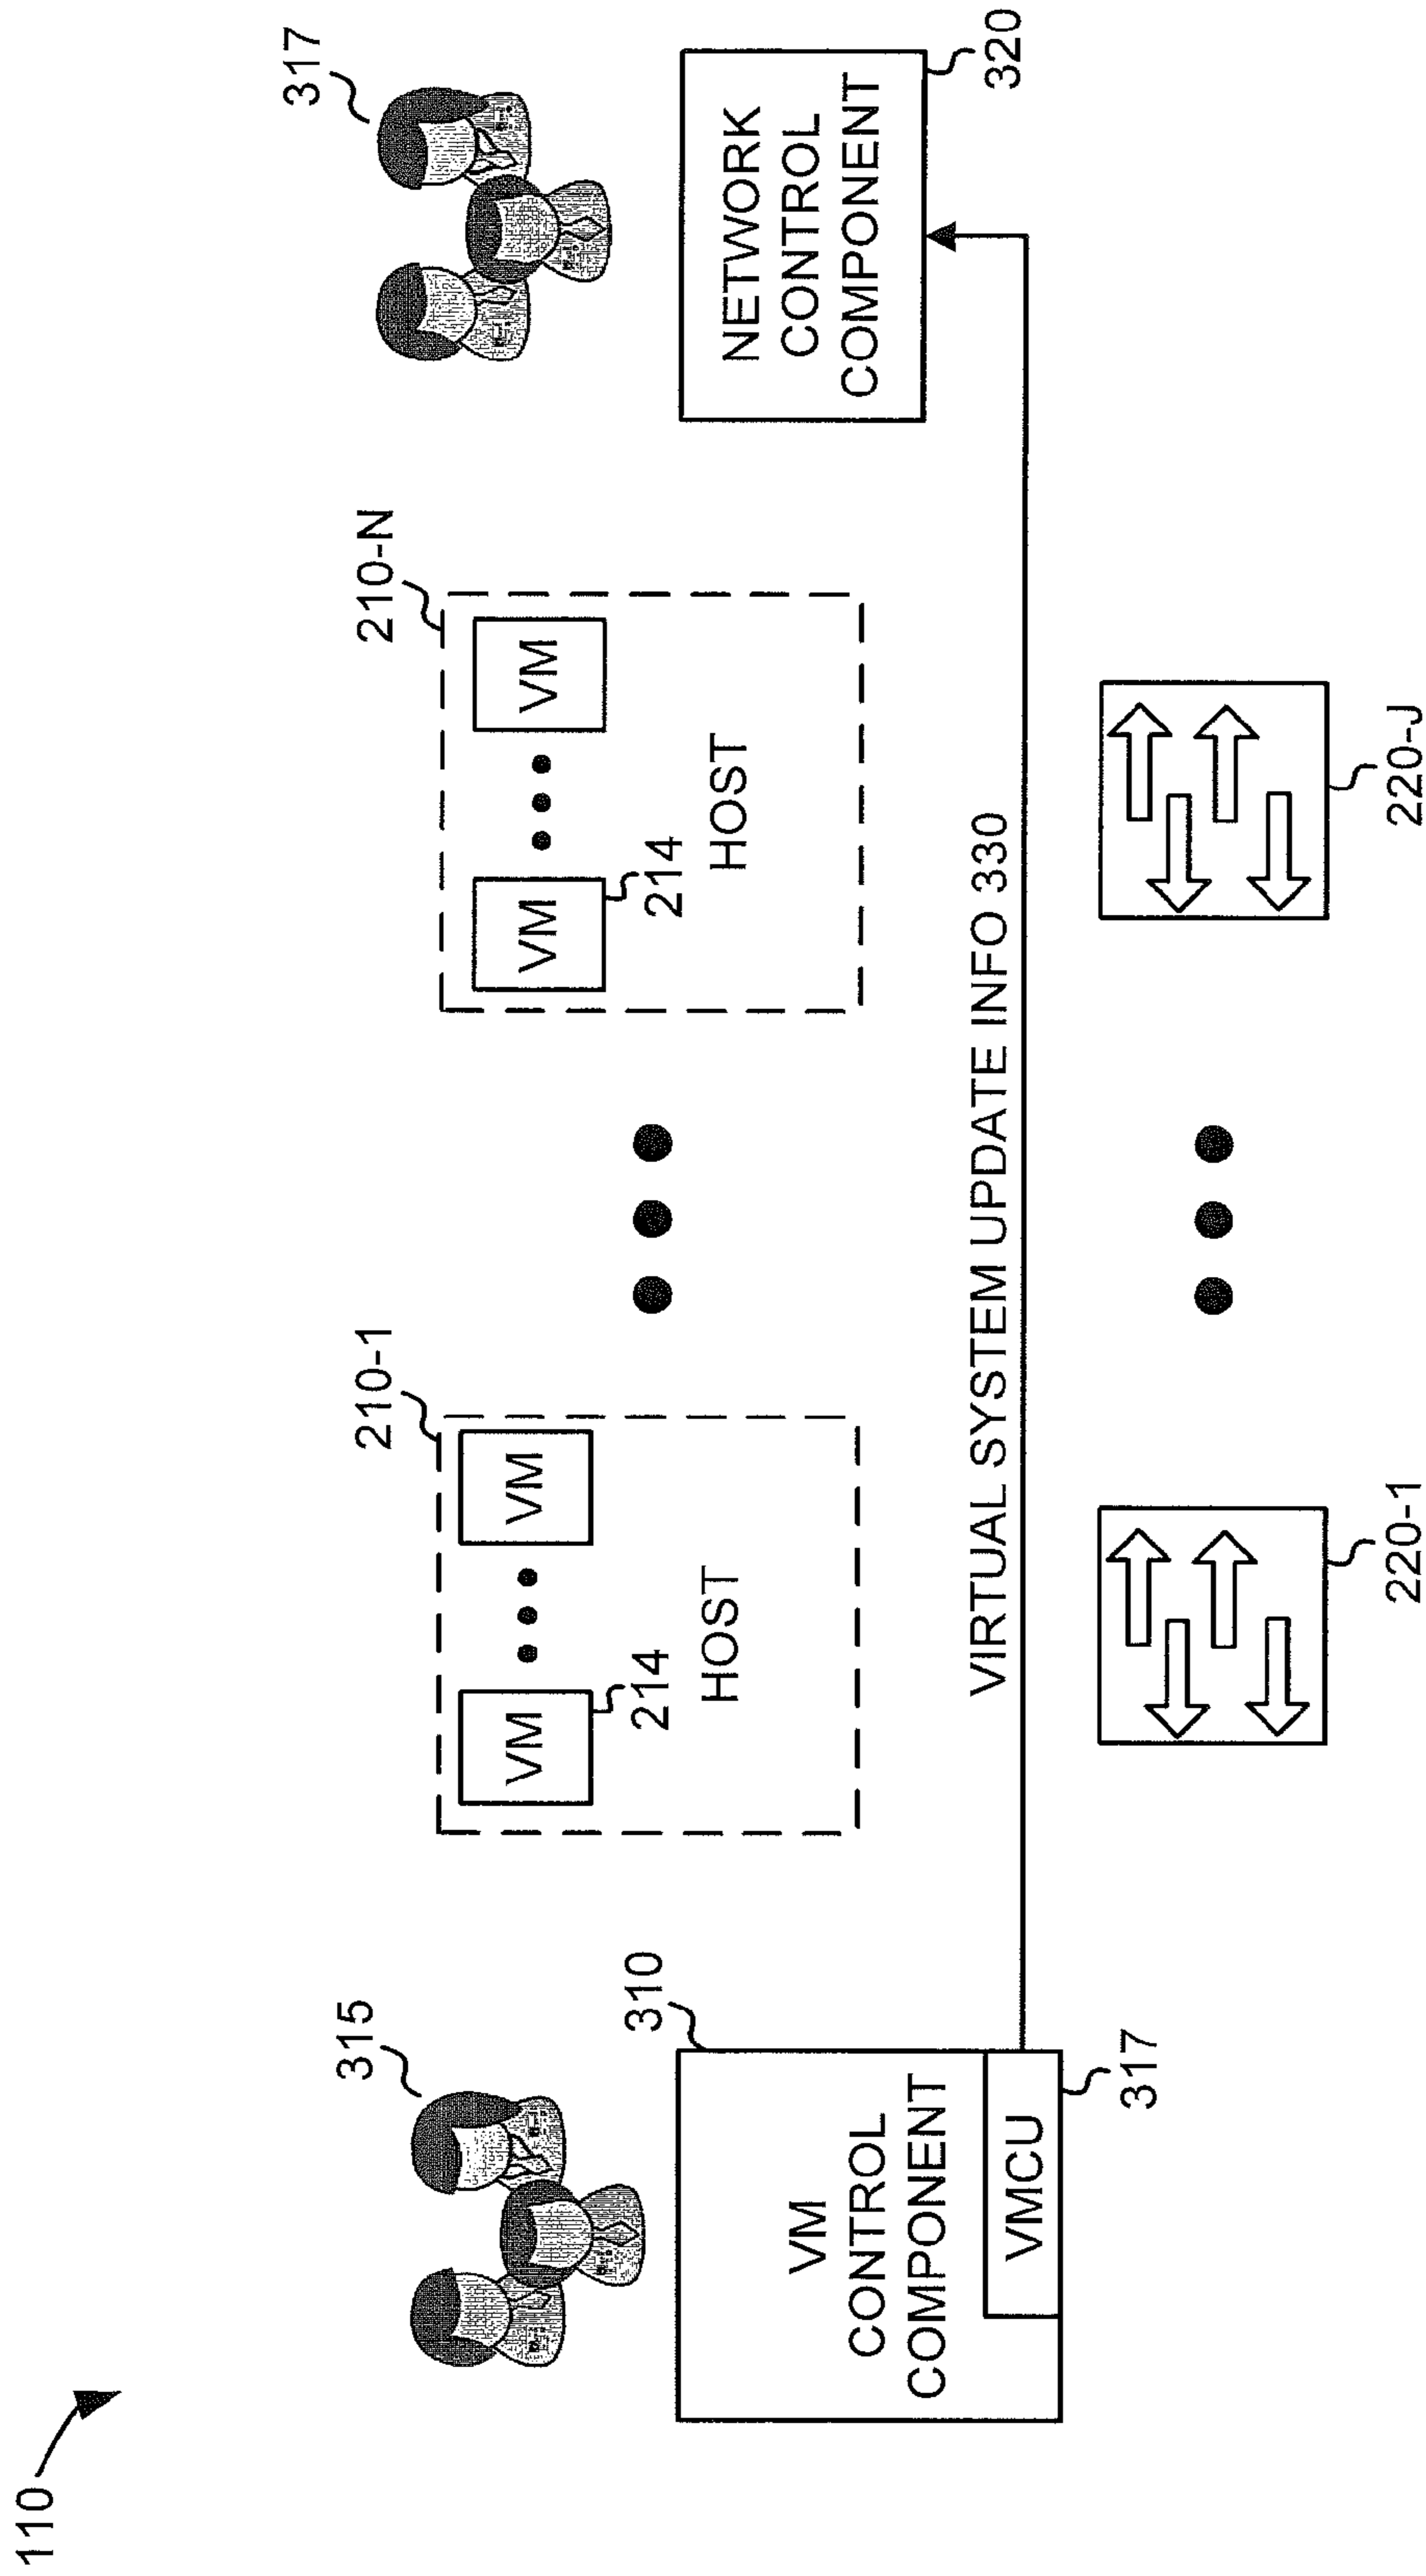 110
315
310
VM
CONTROL
COMPONENT
VMCU
317
210-1
VM
VM
214
HOST
210-N
VM
VM
214
HOST
317
NETWORK
CONTROL
COMPONENT
320
VIRTUAL SYSTEM UPDATE INFO 330
220-1
220-J